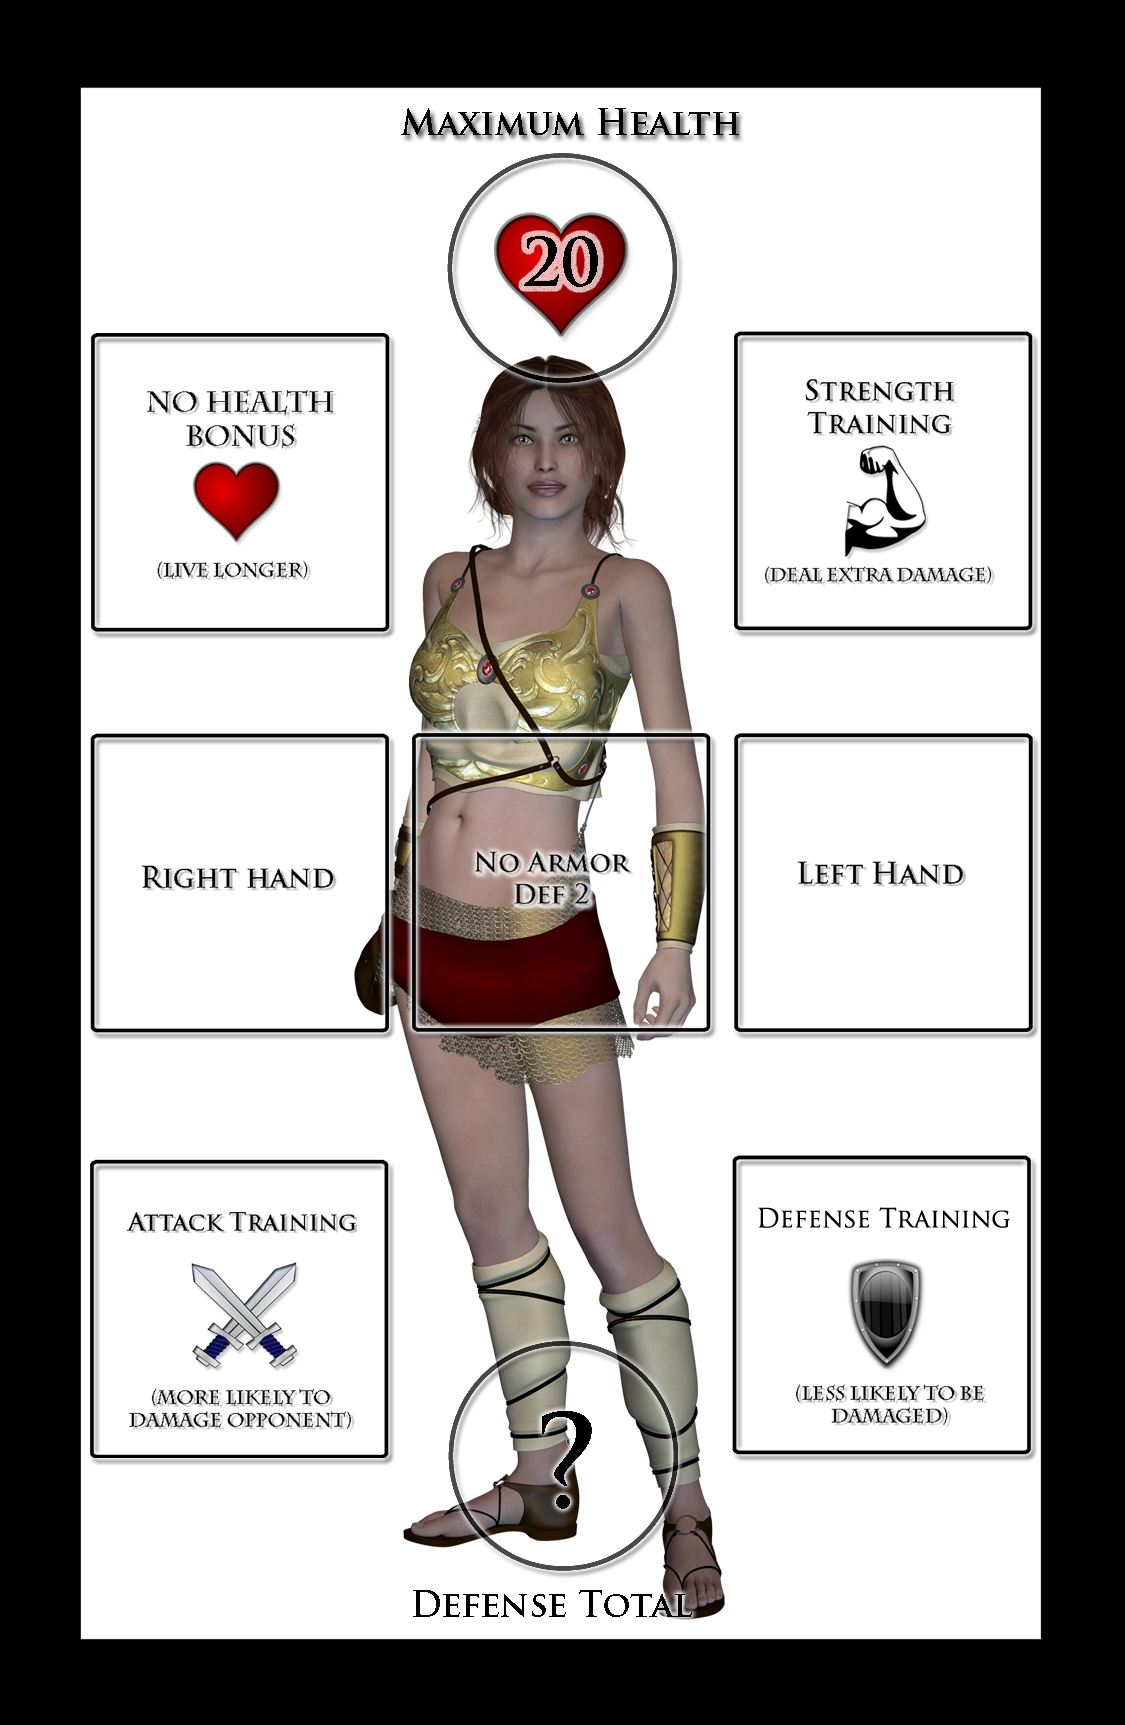 MAXIMUM HEALTH
20
NO HEALTH
BONUS
(LIVE LONGER)
STRENGTH
TRAINING
(DEAL EXTRA DAMAGE)
RIGHT HAND
NO ARMOR
DEF 2
LEFT HAND
ATTACK TRAINING
(MORE LIKELY TO
DAMAGE OPPONENT)
DEFENSE TRAINING
(LESS LIKELY TO BE
DAMAGED)
?
DEFENSE TOTAL